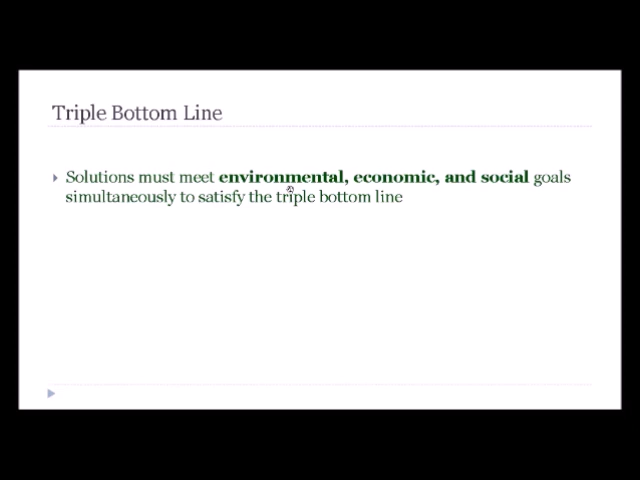 Triple Bottom Line
Solutions must meet environmental, economic, and social goals
simultaneously to satisfy the triple bottom line